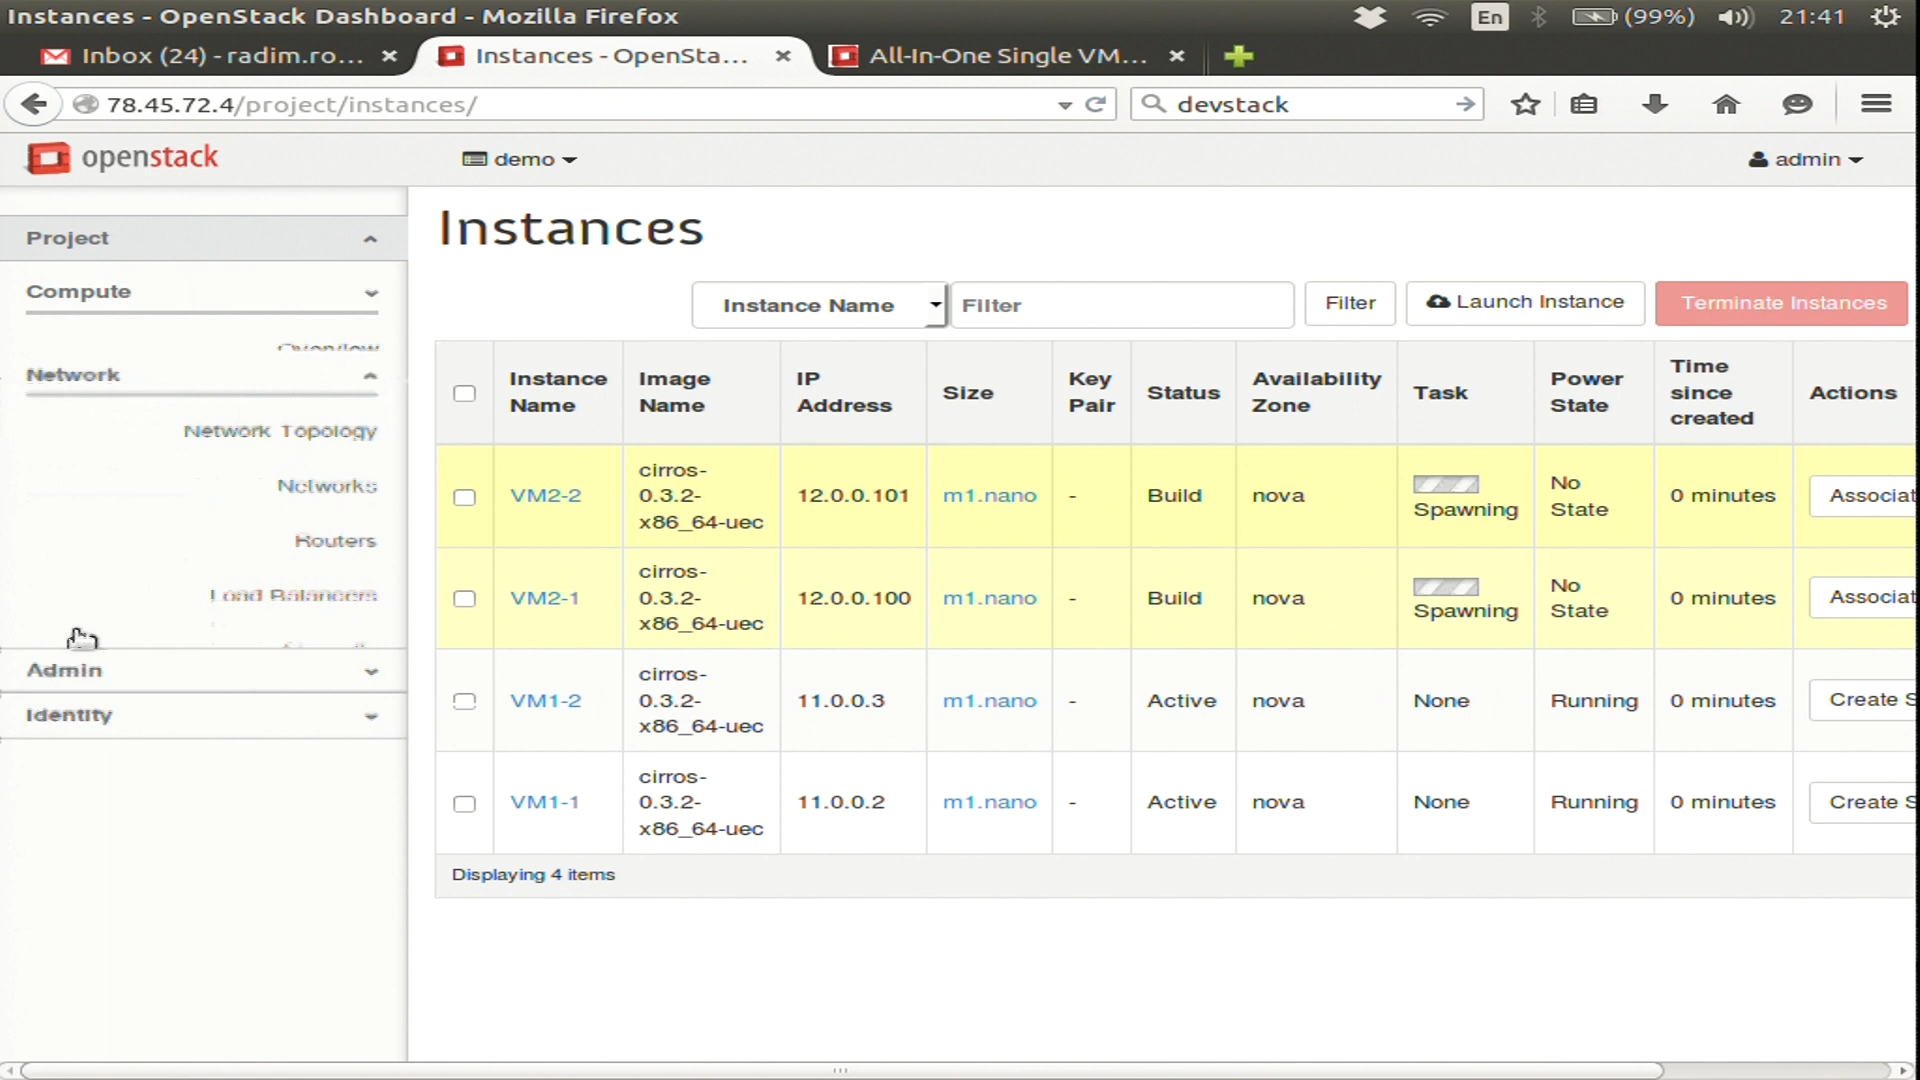 Instances - OpenStack Dashboard - Mozilla Firefox
En
(99%)
21:41
Inbox (24) - radim.ro...
Instances - OpenSta...
All-In-One Single VM...
78.45.72.4/project/instances/
devstack
openstack
demo
admin
Project
Compute
Overview
Network
Network Topology
Networks
Routers
Load Balancers
Admin
Identity
Instances
Instance Name
Filter
Filter
Launch Instance
Terminate Instances
Instance Name
Image Name
IP Address
Size
Key Pair
Status
Availability Zone
Task
Power State
Time since created
Actions
VM2-2
cirros-0.3.2-x86_64-uec
12.0.0.101
m1.nano
-
Build
nova
Spawning
No State
0 minutes
Associat
VM2-1
cirros-0.3.2-x86_64-uec
12.0.0.100
m1.nano
-
Build
nova
Spawning
No State
0 minutes
Associat
VM1-2
cirros-0.3.2-x86_64-uec
11.0.0.3
m1.nano
-
Active
nova
None
Running
0 minutes
Create S
VM1-1
cirros-0.3.2-x86_64-uec
11.0.0.2
m1.nano
-
Active
nova
None
Running
0 minutes
Create S
Displaying 4 items